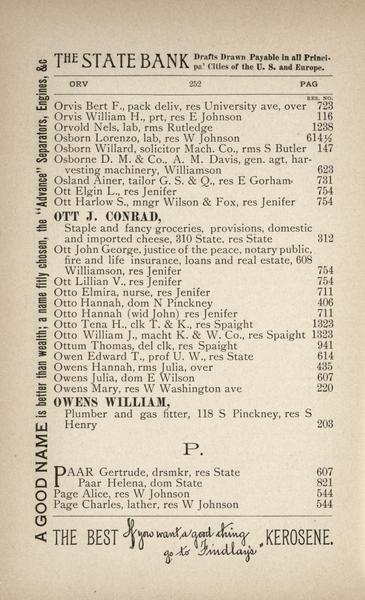 THE STATE BANK Drafts Drawn Payable in all Princi-
pal Cities of the U. S. and Europe.
ORV 252 PAG
RES. NO.
Orvis Bert F., pack deliv, res University ave, over 723
Orvis William H., prt, res E Johnson 116
Orvold Nels, lab, rms Rutledge 1238
Osborn Lorenzo, lab, res W Johnson 614½
Osborn Willard, solicitor Mach. Co., rms S Butler 147
Osborne D. M. & Co., A. M. Davis, gen. agt, har-
vesting machinery, Williamson 623
Osland Ainer, tailor G. S. & Q., res E Gorham 731
Ott Elgin L., res Jenifer 754
Ott Harlow S., mngr Wilson & Fox, res Jenifer 754
OTT J. CONRAD,
Staple and fancy groceries, provisions, domestic
and imported cheese, 310 State. res State 312
Ott John George, justice of the peace, notary public,
fire and life insurance, loans and real estate, 608
Williamson, res Jenifer 754
Ott Lillian V., res Jenifer 754
Otto Elmira, nurse, res Jenifer 711
Otto Hannah, dom N Pinckney 406
Otto Hannah (wid John) res Jenifer 711
Otto Tena H., clk T. & K., res Spaight 1323
Otto William J., macht K. & W. Co., res Spaight 1323
Ottum Thomas, del clk, res Spaight 941
Owen Edward T., prof U. W., res State 614
Owens Hannah, rms Julia, over 435
Owens Julia, dom E Wilson 607
Owens Mary, res W Washington ave 220
OWENS WILLIAM,
Plumber and gas fitter, 118 S Pinckney, res S
Henry 203
P.
PAAR Gertrude, drsmkr, res State 607
Paar Helena, dom State 821
Page Alice, res W Johnson 544
Page Charles, lather, res W Johnson 544
THE BEST If you want a good thing go to Findlay's KEROSENE.
A GOOD NAME is better than wealth; a name fitly chosen, the "Advance" Separators, Engines, &c